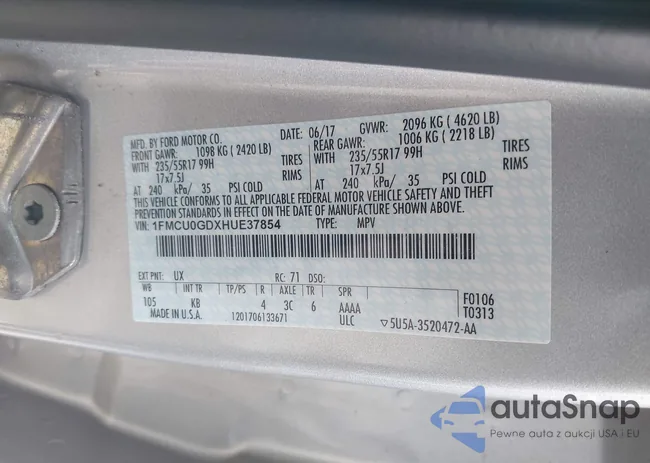 MFD. BY FORD MOTOR CO. DATE: 06/17 GVWR: 2096 KG ( 4620 LB)
FRONT GAWR: 1098 KG ( 2420 LB) REAR GAWR: 1006 KG ( 2218 LB)
235/55R17 99H TIRES 235/55R17 99H TIRES
17x7.5J RIMS 17x7.5J RIMS
AT 240 kPa/ 35 PSI COLD AT 240 kPa/ 35 PSI COLD
THIS VEHICLE CONFORMS TO ALL APPLICABLE FEDERAL MOTOR VEHICLE SAFETY AND THEFT
PREVENTION STANDARDS IN EFFECT ON THE DATE OF MANUFACTURE SHOWN ABOVE.
VIN: 1FMCU0GDXHUE37854 TYPE: MPV
EXT PNT: UX RC: 71 DSO:
WB INT TR TP/PS R AXLE TR SPR
105 KB 4 3C 6 AAAA F0106
MADE IN U.S.A. 1201706133671 ULC ▽5U5A-3520472-AA T0313
autaSnap
Pewne auta z aukcji USA i EU